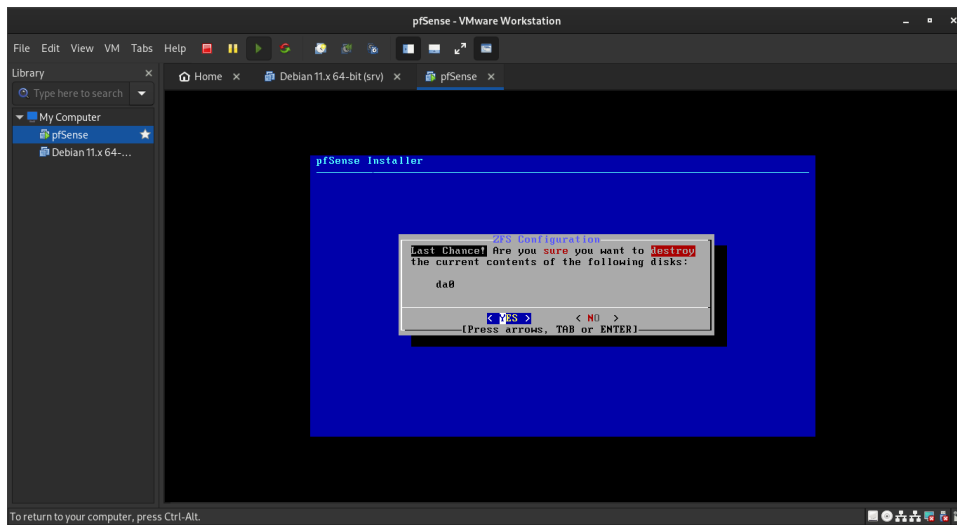 pfSense - VMware Workstation
File Edit View VM Tabs Help
Library
Home
Debian 11.x 64-bit (srv)
pfSense
Type here to search
My Computer
pfSense
Debian 11.x 64-...
pfSense Installer
ZFS Configuration
Last Chance! Are you sure you want to destroy
the current contents of the following disks:
da0
< YES > < NO >
[Press arrows, TAB or ENTER]
To return to your computer, press Ctrl-Alt.